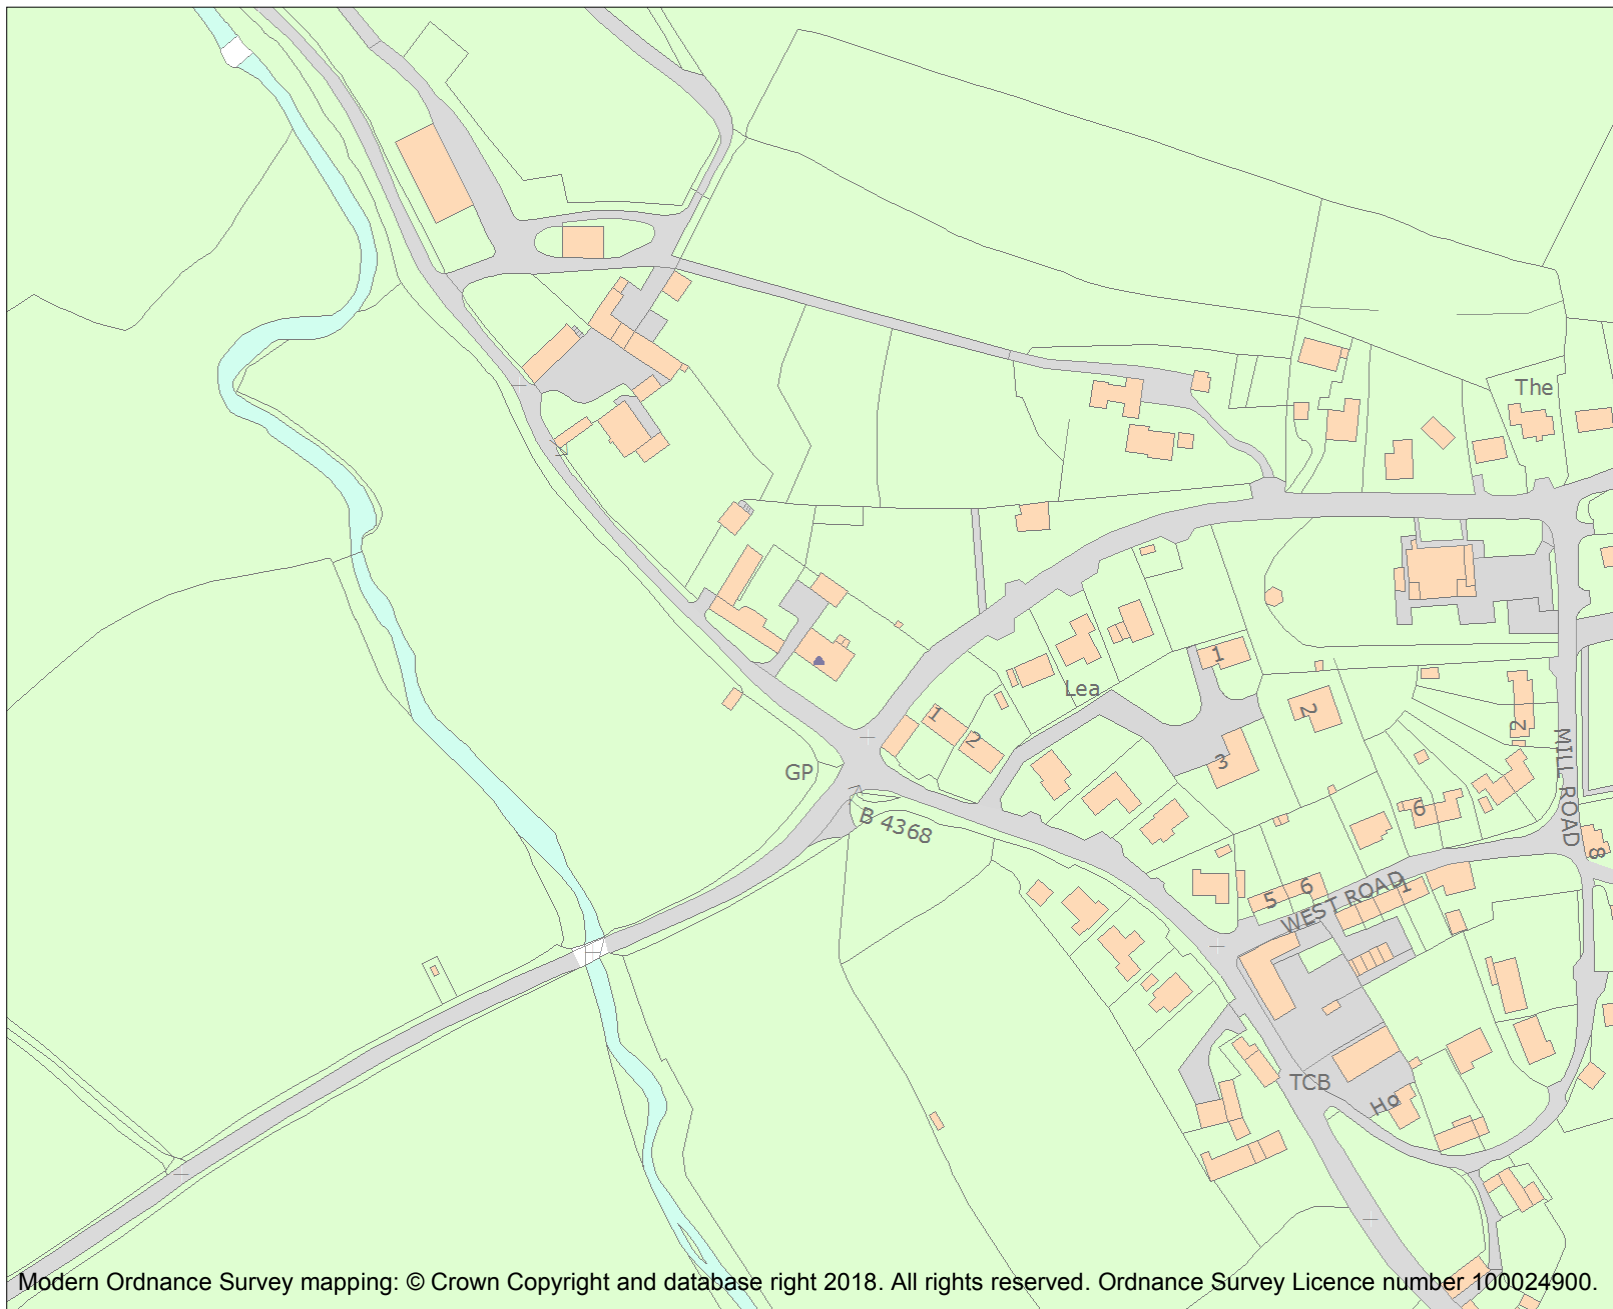 The
1
Lea
1
2
2
2
3
GP
MILL ROAD
6
B 4368
8
1
6
5
WEST ROAD
TCB
Ho
Modern Ordnance Survey mapping: © Crown Copyright and database right 2018. All rights reserved. Ordnance Survey Licence number 100024900.